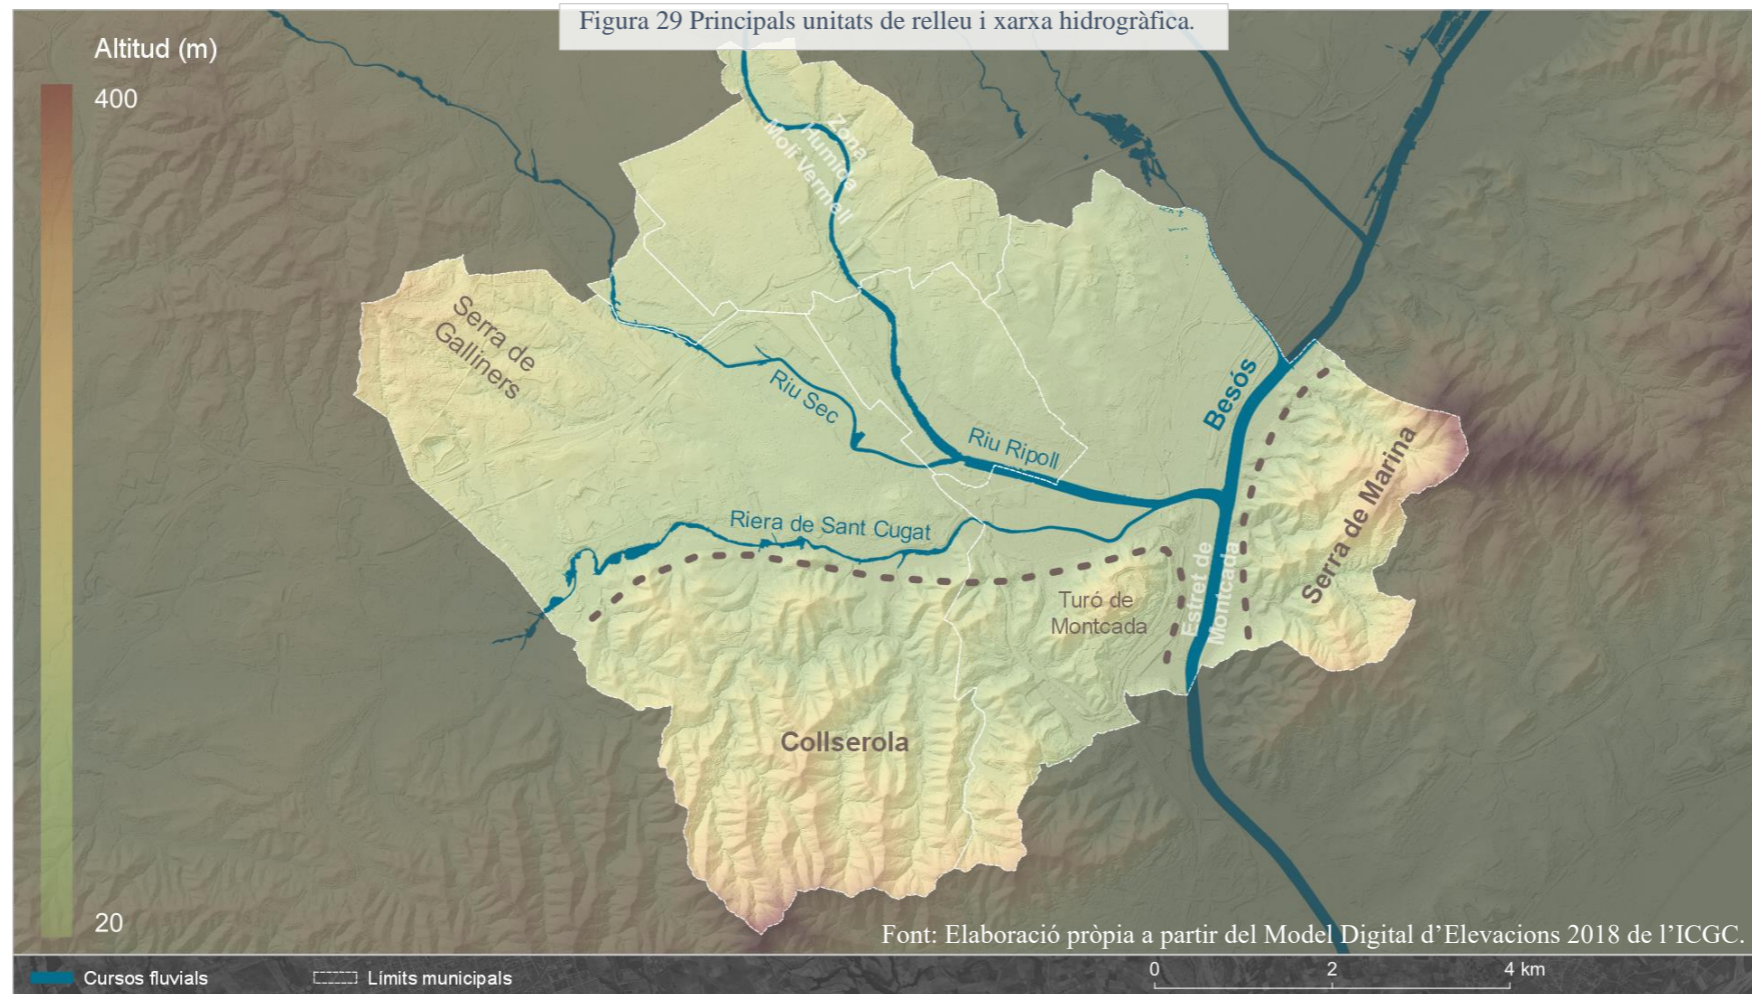 Figura 29 Principals unitats de relleu i xarxa hidrogràfica.
Altitud (m)
400
Zona
Humida
Molí Vermell
Serra de
Galliners
Riu Sec
Besós
Riu Ripoll
Serra de Marina
Riera de Sant Cugat
Estret de
Montcada
Turó de
Montcada
Collserola
20
Font: Elaboració pròpia a partir del Model Digital d’Elevacions 2018 de l’ICGC.
Cursos fluvials
Límits municipals
0 2 4 km